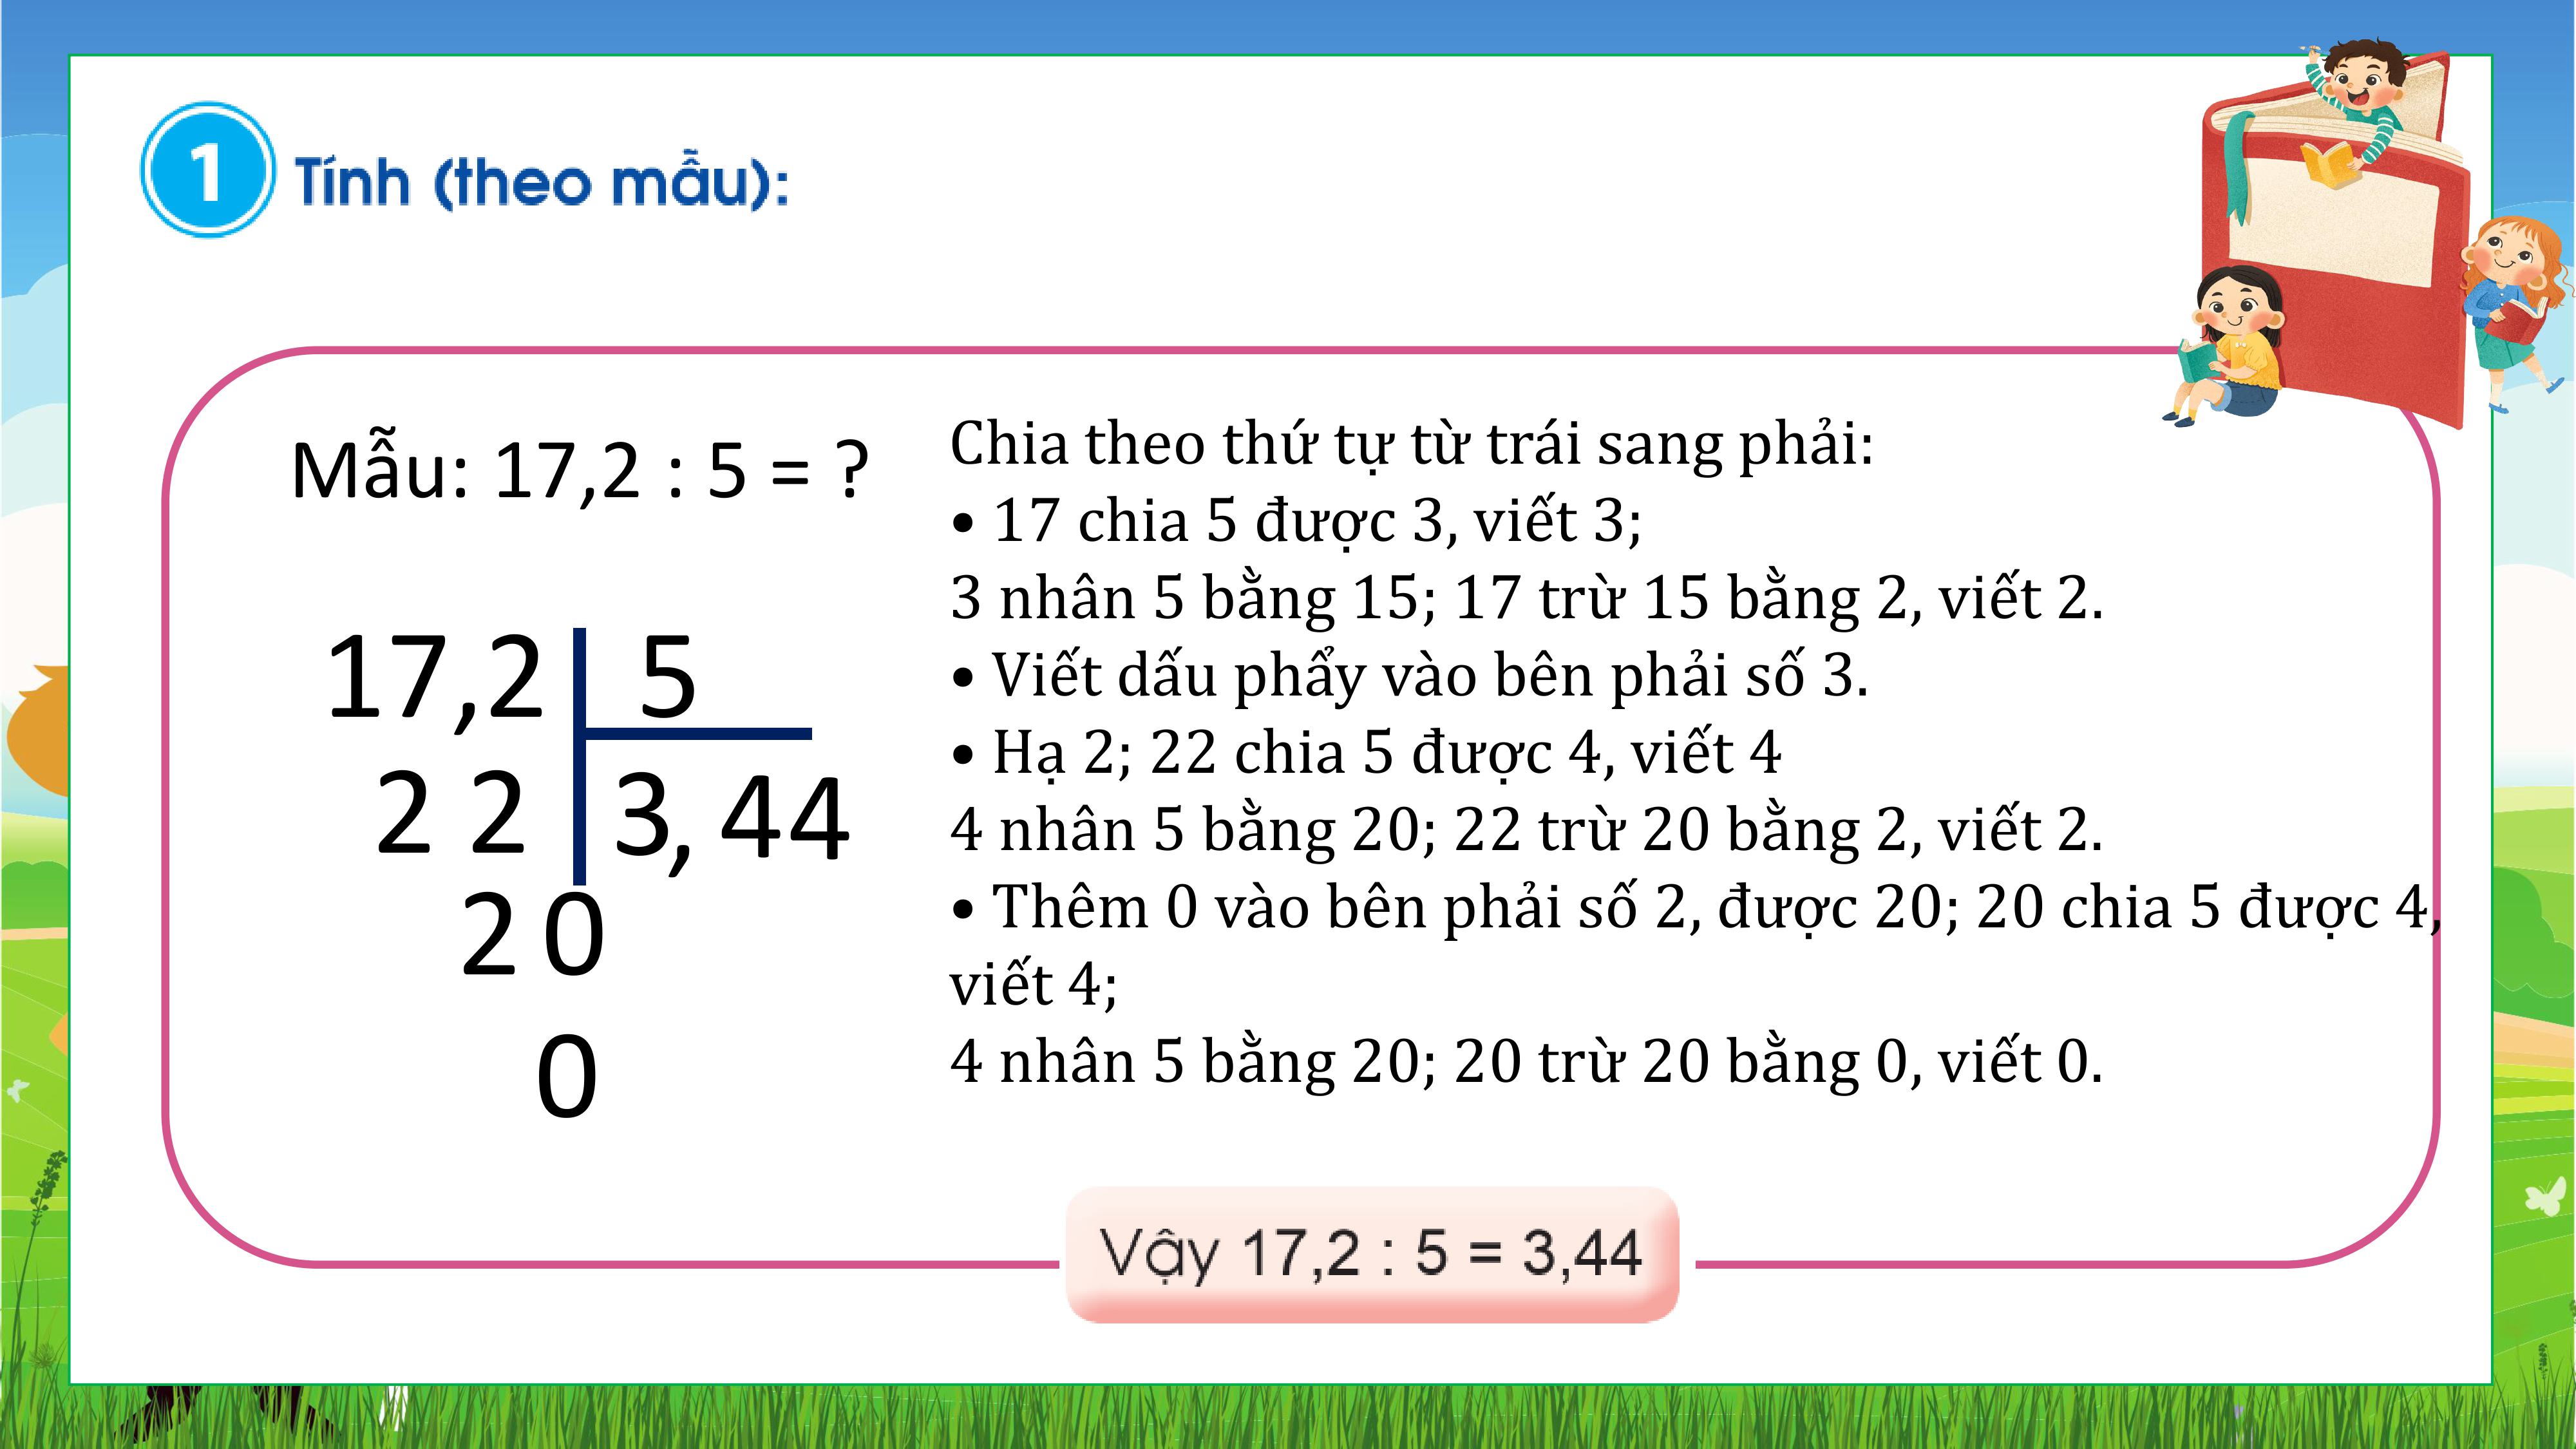 1 Tính (theo mẫu):
Mẫu: 17,2 : 5 = ?
17,2 5
2 2 3, 44
2 0
0
Chia theo thứ tự từ trái sang phải:
• 17 chia 5 được 3, viết 3;
3 nhân 5 bằng 15; 17 trừ 15 bằng 2, viết 2.
• Viết dấu phẩy vào bên phải số 3.
• Hạ 2; 22 chia 5 được 4, viết 4
4 nhân 5 bằng 20; 22 trừ 20 bằng 2, viết 2.
• Thêm 0 vào bên phải số 2, được 20; 20 chia 5 được 4,
viết 4;
4 nhân 5 bằng 20; 20 trừ 20 bằng 0, viết 0.
Vậy 17,2 : 5 = 3,44